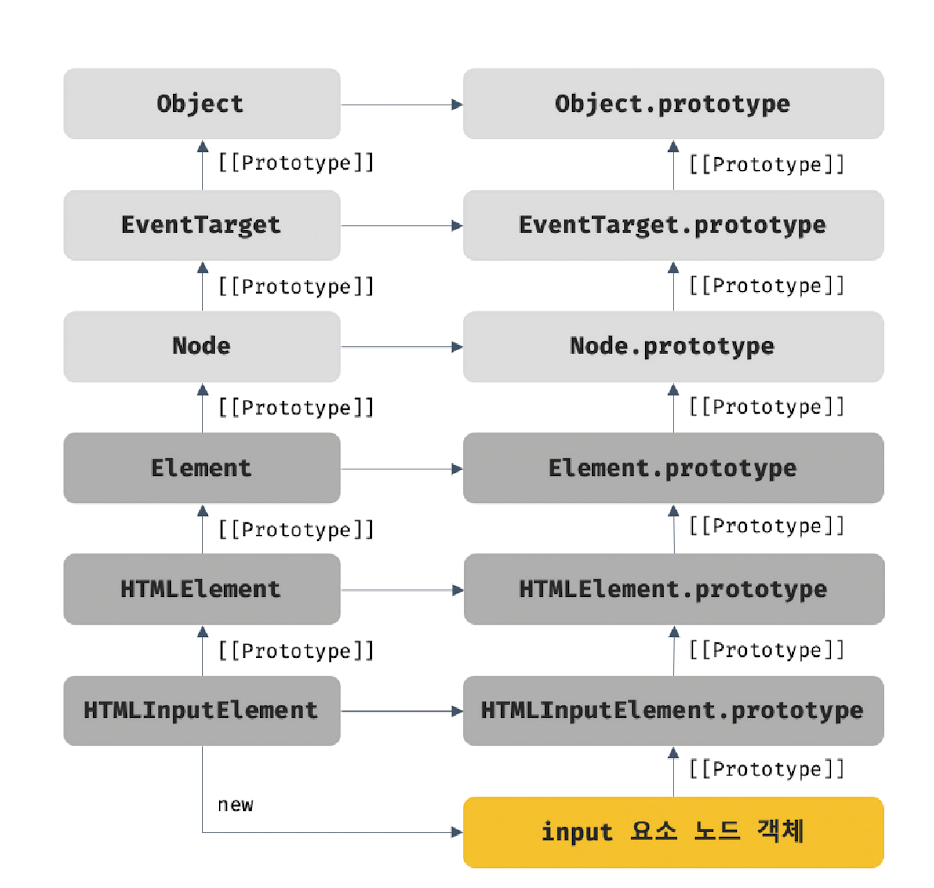 Object
Object.prototype
[[Prototype]]
[[Prototype]]
EventTarget
EventTarget.prototype
[[Prototype]]
[[Prototype]]
Node
Node.prototype
[[Prototype]]
[[Prototype]]
Element
Element.prototype
[[Prototype]]
[[Prototype]]
HTMLElement
HTMLElement.prototype
[[Prototype]]
[[Prototype]]
HTMLInputElement
HTMLInputElement.prototype
[[Prototype]]
new
input 요소 노드 객체